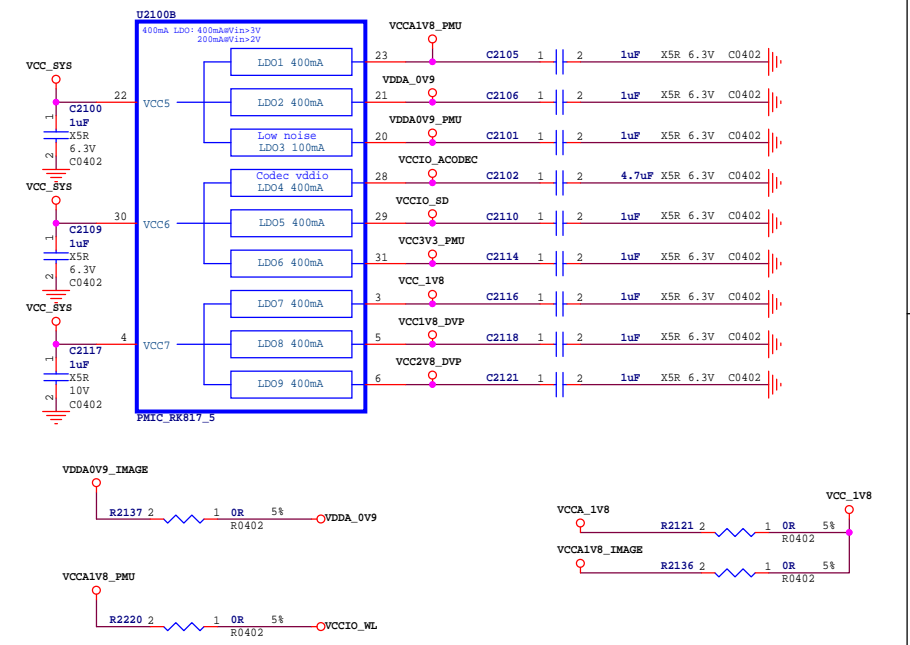 U2100B
400mA LDO: 400mA@Vin>3V
200mA@Vin>2V
VCCA1V8_PMU
LDO1 400mA
23
C2105 1 2 1uF X5R 6.3V C0402
VCC_SYS
22 VCC5
C2100
1
1uF
X5R
2 6.3V
C0402
VDDA_0V9
LDO2 400mA
21
C2106 1 2 1uF X5R 6.3V C0402
VDDA0V9_PMU
Low noise
LDO3 100mA
20
C2101 1 2 1uF X5R 6.3V C0402
VCCIO_ACODEC
Codec vddio
LDO4 400mA
28
C2102 1 2 4.7uF X5R 6.3V C0402
VCC_SYS
30 VCC6
C2109
1
1uF
X5R
2 6.3V
C0402
VCCIO_SD
LDO5 400mA
29
C2110 1 2 1uF X5R 6.3V C0402
VCC3V3_PMU
LDO6 400mA
31
C2114 1 2 1uF X5R 6.3V C0402
VCC_1V8
LDO7 400mA
3
C2116 1 2 1uF X5R 6.3V C0402
VCC_SYS
4 VCC7
C2117
1
1uF
X5R
2 10V
C0402
VCC1V8_DVP
LDO8 400mA
5
C2118 1 2 1uF X5R 6.3V C0402
VCC2V8_DVP
LDO9 400mA
6
C2121 1 2 1uF X5R 6.3V C0402
PMIC_RK817_5
VDDA0V9_IMAGE
R2137 2 1 0R 5%
R0402
VDDA_0V9
VCCA1V8_PMU
R2220 2 1 0R 5%
R0402
VCCIO_WL
VCC_1V8
VCCA_1V8
R2121 2 1 0R 5%
R0402
VCCA1V8_IMAGE
R2136 2 1 0R 5%
R0402